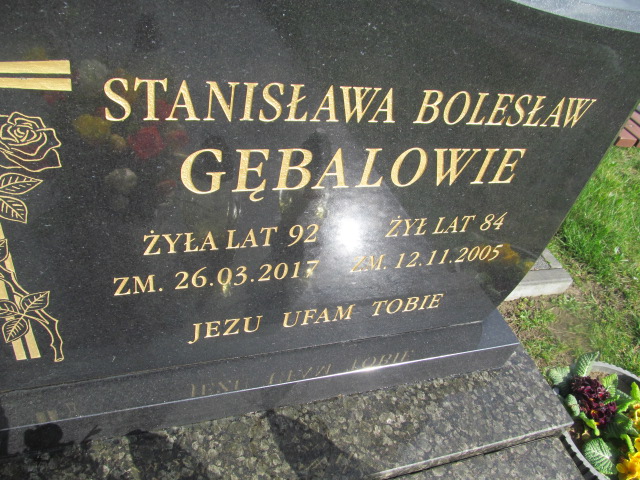 STANISŁAWA BOLESŁAW
GĘBALOWIE
ŻYŁA LAT 92 ŻYŁ LAT 84
ZM. 26.03.2017 ZM. 12.11.2005
JEZU UFAM TOBIE